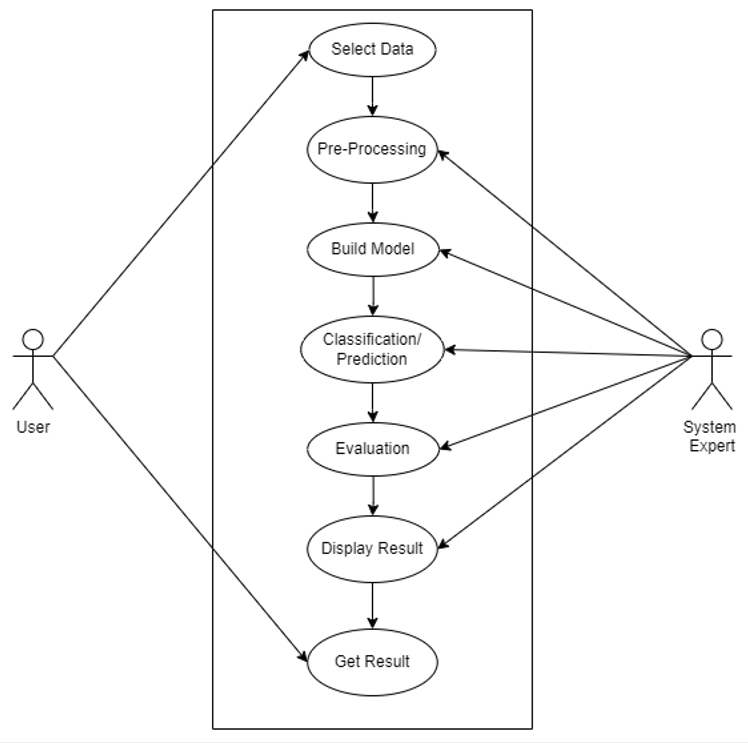 Select Data
Pre-Processing
Build Model
Classification/
Prediction
Evaluation
Display Result
Get Result
User
System
Expert